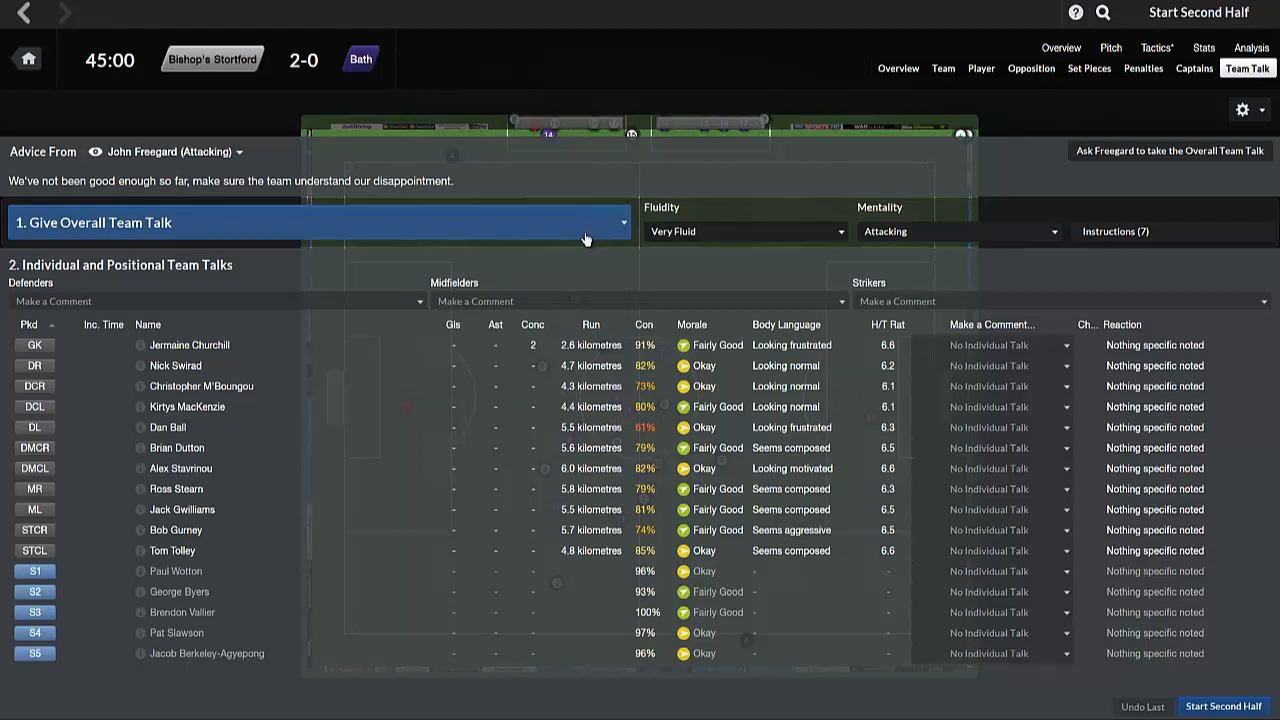 Start Second Half
45:00 Bishop's Stortford 2-0 Bath
Overview Pitch Tactics* Stats Analysis
Overview Team Player Opposition Set Pieces Penalties Captains Team Talk
Advice From John Freegard (Attacking)
Ask Freegard to take the Overall Team Talk
We've not been good enough so far, make sure the team understand our disappointment.
1. Give Overall Team Talk
Fluidity Mentality
Very Fluid Attacking Instructions (7)
2. Individual and Positional Team Talks
Defenders Midfielders Strikers
Make a Comment Make a Comment Make a Comment
Pkd Inc. Time Name Gls Ast Conc Run Con Morale Body Language H/T Rat Make a Comment... Ch... Reaction
GK Jermaine Churchill - - 2 2.6 kilometres 91% Fairly Good Looking frustrated 6.6 No Individual Talk Nothing specific noted
DR Nick Swirad - - - 4.7 kilometres 82% Okay Looking normal 6.2 No Individual Talk Nothing specific noted
DCR Christopher M'Boungou - - - 4.3 kilometres 73% Okay Looking normal 6.1 No Individual Talk Nothing specific noted
DCL Kirtys MacKenzie - - - 4.4 kilometres 80% Fairly Good Looking normal 6.1 No Individual Talk Nothing specific noted
DL Dan Ball - - - 5.5 kilometres 61% Okay Looking frustrated 6.3 No Individual Talk Nothing specific noted
DMCR Brian Dutton - - - 5.6 kilometres 79% Fairly Good Seems composed 6.5 No Individual Talk Nothing specific noted
DMCL Alex Stavrinou - - - 6.0 kilometres 82% Okay Looking motivated 6.6 No Individual Talk Nothing specific noted
MR Ross Stearn - - - 5.8 kilometres 79% Fairly Good Seems composed 6.3 No Individual Talk Nothing specific noted
ML Jack Gwilliams - - - 5.5 kilometres 81% Fairly Good Seems composed 6.5 No Individual Talk Nothing specific noted
STCR Bob Gurney - - - 5.7 kilometres 74% Fairly Good Seems aggressive 6.5 No Individual Talk Nothing specific noted
STCL Tom Tolley - - - 4.8 kilometres 85% Okay Seems composed 6.6 No Individual Talk Nothing specific noted
S1 Paul Wotton - - - 96% Okay - - No Individual Talk Nothing specific noted
S2 George Byers - - - 93% Fairly Good - - No Individual Talk Nothing specific noted
S3 Brendon Vallier - - - 100% Fairly Good - - No Individual Talk Nothing specific noted
S4 Pat Slawson - - - 97% Okay - - No Individual Talk Nothing specific noted
S5 Jacob Berkeley-Agyepong - - - 96% Okay - - No Individual Talk Nothing specific noted
Undo Last Start Second Half